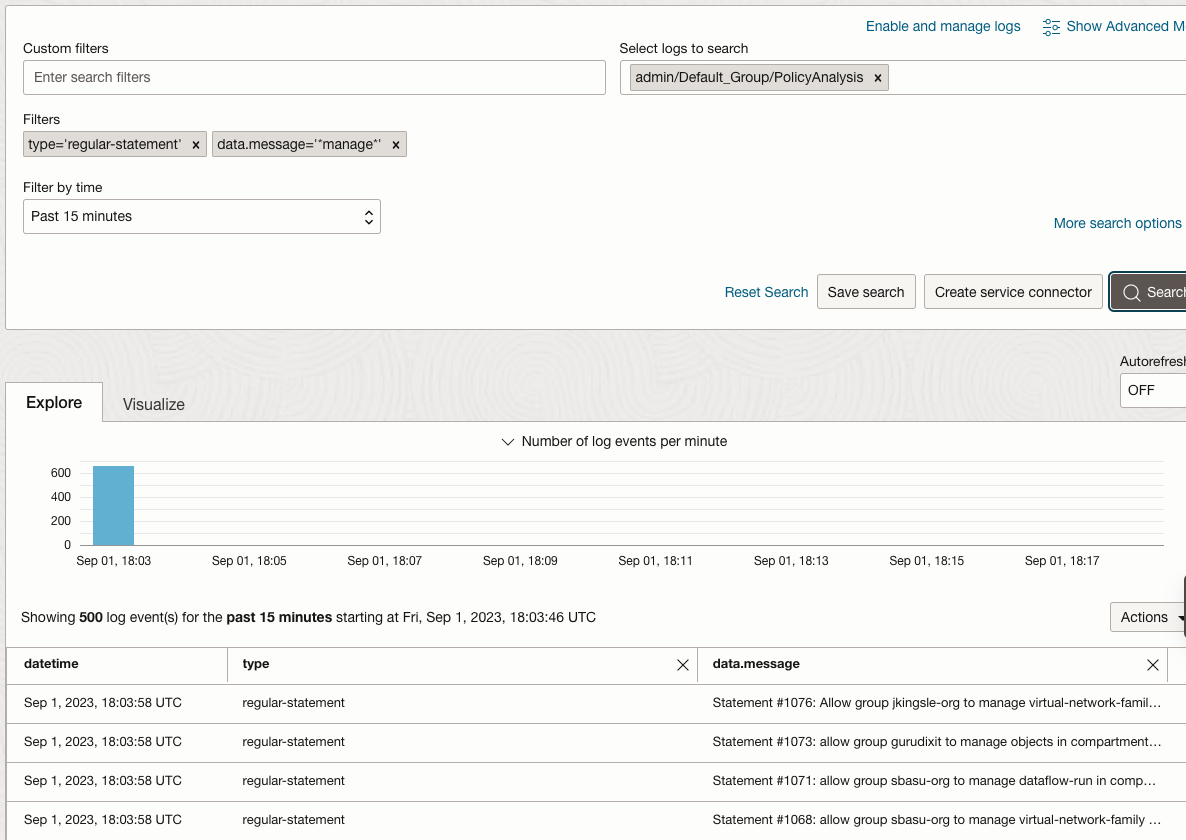 Enable and manage logs Show Advanced M
Custom filters Select logs to search
Enter search filters admin/Default_Group/PolicyAnalysis ×
Filters
type='regular-statement' × data.message='*manage*' ×
Filter by time
Past 15 minutes
More search options
Reset Search Save search Create service connector Search
Autorefresh
Explore Visualize OFF
Number of log events per minute
600
400
200
0
Sep 01, 18:03 Sep 01, 18:05 Sep 01, 18:07 Sep 01, 18:09 Sep 01, 18:11 Sep 01, 18:13 Sep 01, 18:15 Sep 01, 18:17
Showing 500 log event(s) for the past 15 minutes starting at Fri, Sep 1, 2023, 18:03:46 UTC Actions
datetime type data.message
Sep 1, 2023, 18:03:58 UTC regular-statement Statement #1076: Allow group jkingsle-org to manage virtual-network-famil…
Sep 1, 2023, 18:03:58 UTC regular-statement Statement #1073: allow group gurudixit to manage objects in compartment…
Sep 1, 2023, 18:03:58 UTC regular-statement Statement #1071: allow group sbasu-org to manage dataflow-run in comp…
Sep 1, 2023, 18:03:58 UTC regular-statement Statement #1068: allow group sbasu-org to manage virtual-network-family …